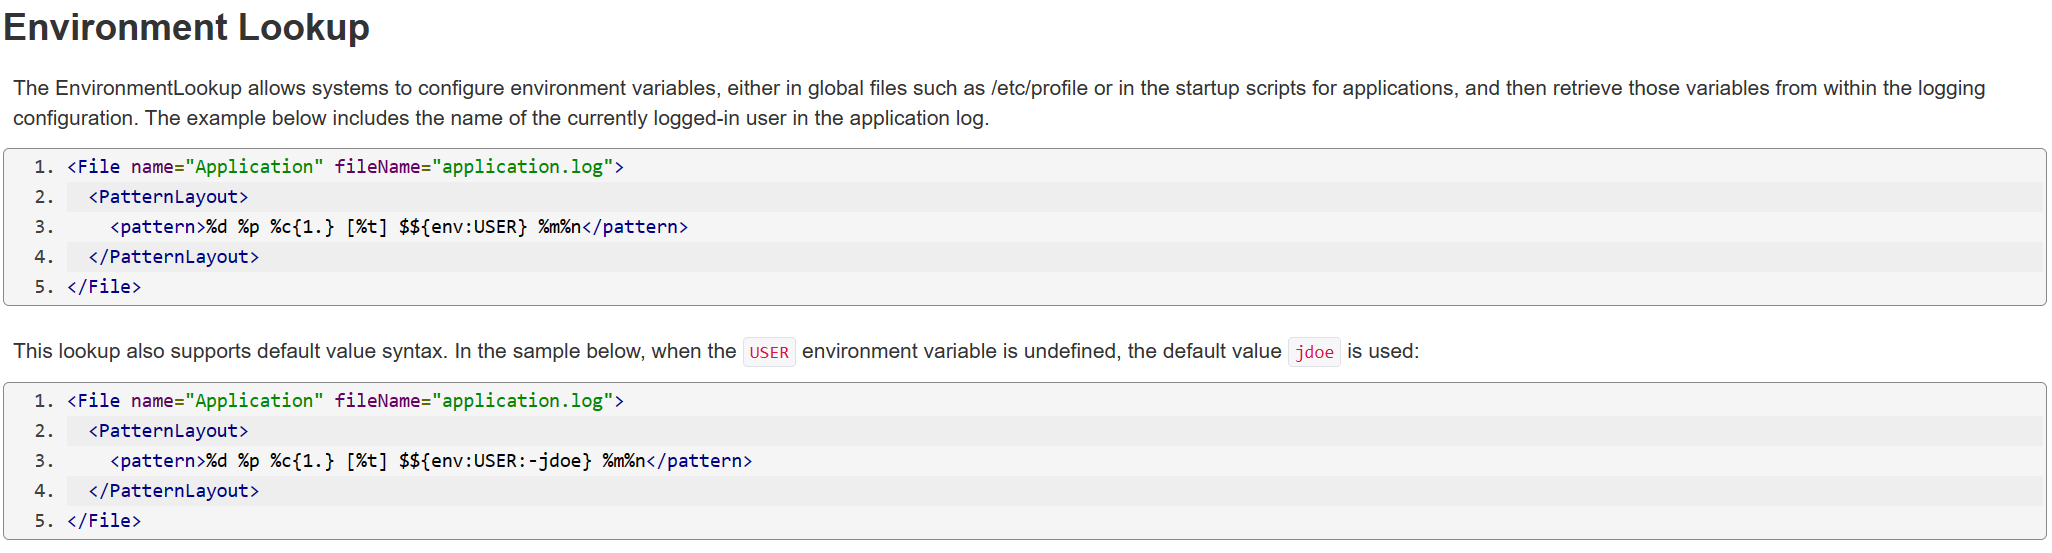 Environment Lookup
The EnvironmentLookup allows systems to configure environment variables, either in global files such as /etc/profile or in the startup scripts for applications, and then retrieve those variables from within the logging
configuration. The example below includes the name of the currently logged-in user in the application log.
1. <File name="Application" fileName="application.log">
2.   <PatternLayout>
3.     <pattern>%d %p %c{1.} [%t] $${env:USER} %m%n</pattern>
4.   </PatternLayout>
5. </File>
This lookup also supports default value syntax. In the sample below, when the USER environment variable is undefined, the default value jdoe is used:
1. <File name="Application" fileName="application.log">
2.   <PatternLayout>
3.     <pattern>%d %p %c{1.} [%t] $${env:USER:-jdoe} %m%n</pattern>
4.   </PatternLayout>
5. </File>